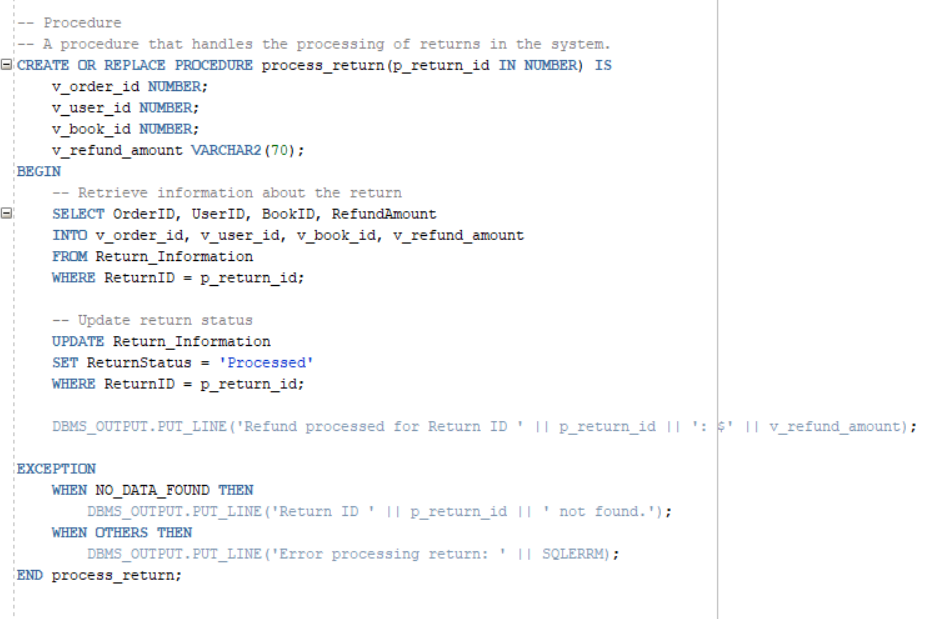 -- Procedure
-- A procedure that handles the processing of returns in the system.
CREATE OR REPLACE PROCEDURE process_return(p_return_id IN NUMBER) IS
    v_order_id NUMBER;
    v_user_id NUMBER;
    v_book_id NUMBER;
    v_refund_amount VARCHAR2(70);
BEGIN
    -- Retrieve information about the return
    SELECT OrderID, UserID, BookID, RefundAmount
    INTO v_order_id, v_user_id, v_book_id, v_refund_amount
    FROM Return_Information
    WHERE ReturnID = p_return_id;
    -- Update return status
    UPDATE Return_Information
    SET ReturnStatus = 'Processed'
    WHERE ReturnID = p_return_id;
    DBMS_OUTPUT.PUT_LINE('Refund processed for Return ID ' || p_return_id || ': $' || v_refund_amount);
EXCEPTION
    WHEN NO_DATA_FOUND THEN
        DBMS_OUTPUT.PUT_LINE('Return ID ' || p_return_id || ' not found.');
    WHEN OTHERS THEN
        DBMS_OUTPUT.PUT_LINE('Error processing return: ' || SQLERRM);
END process_return;